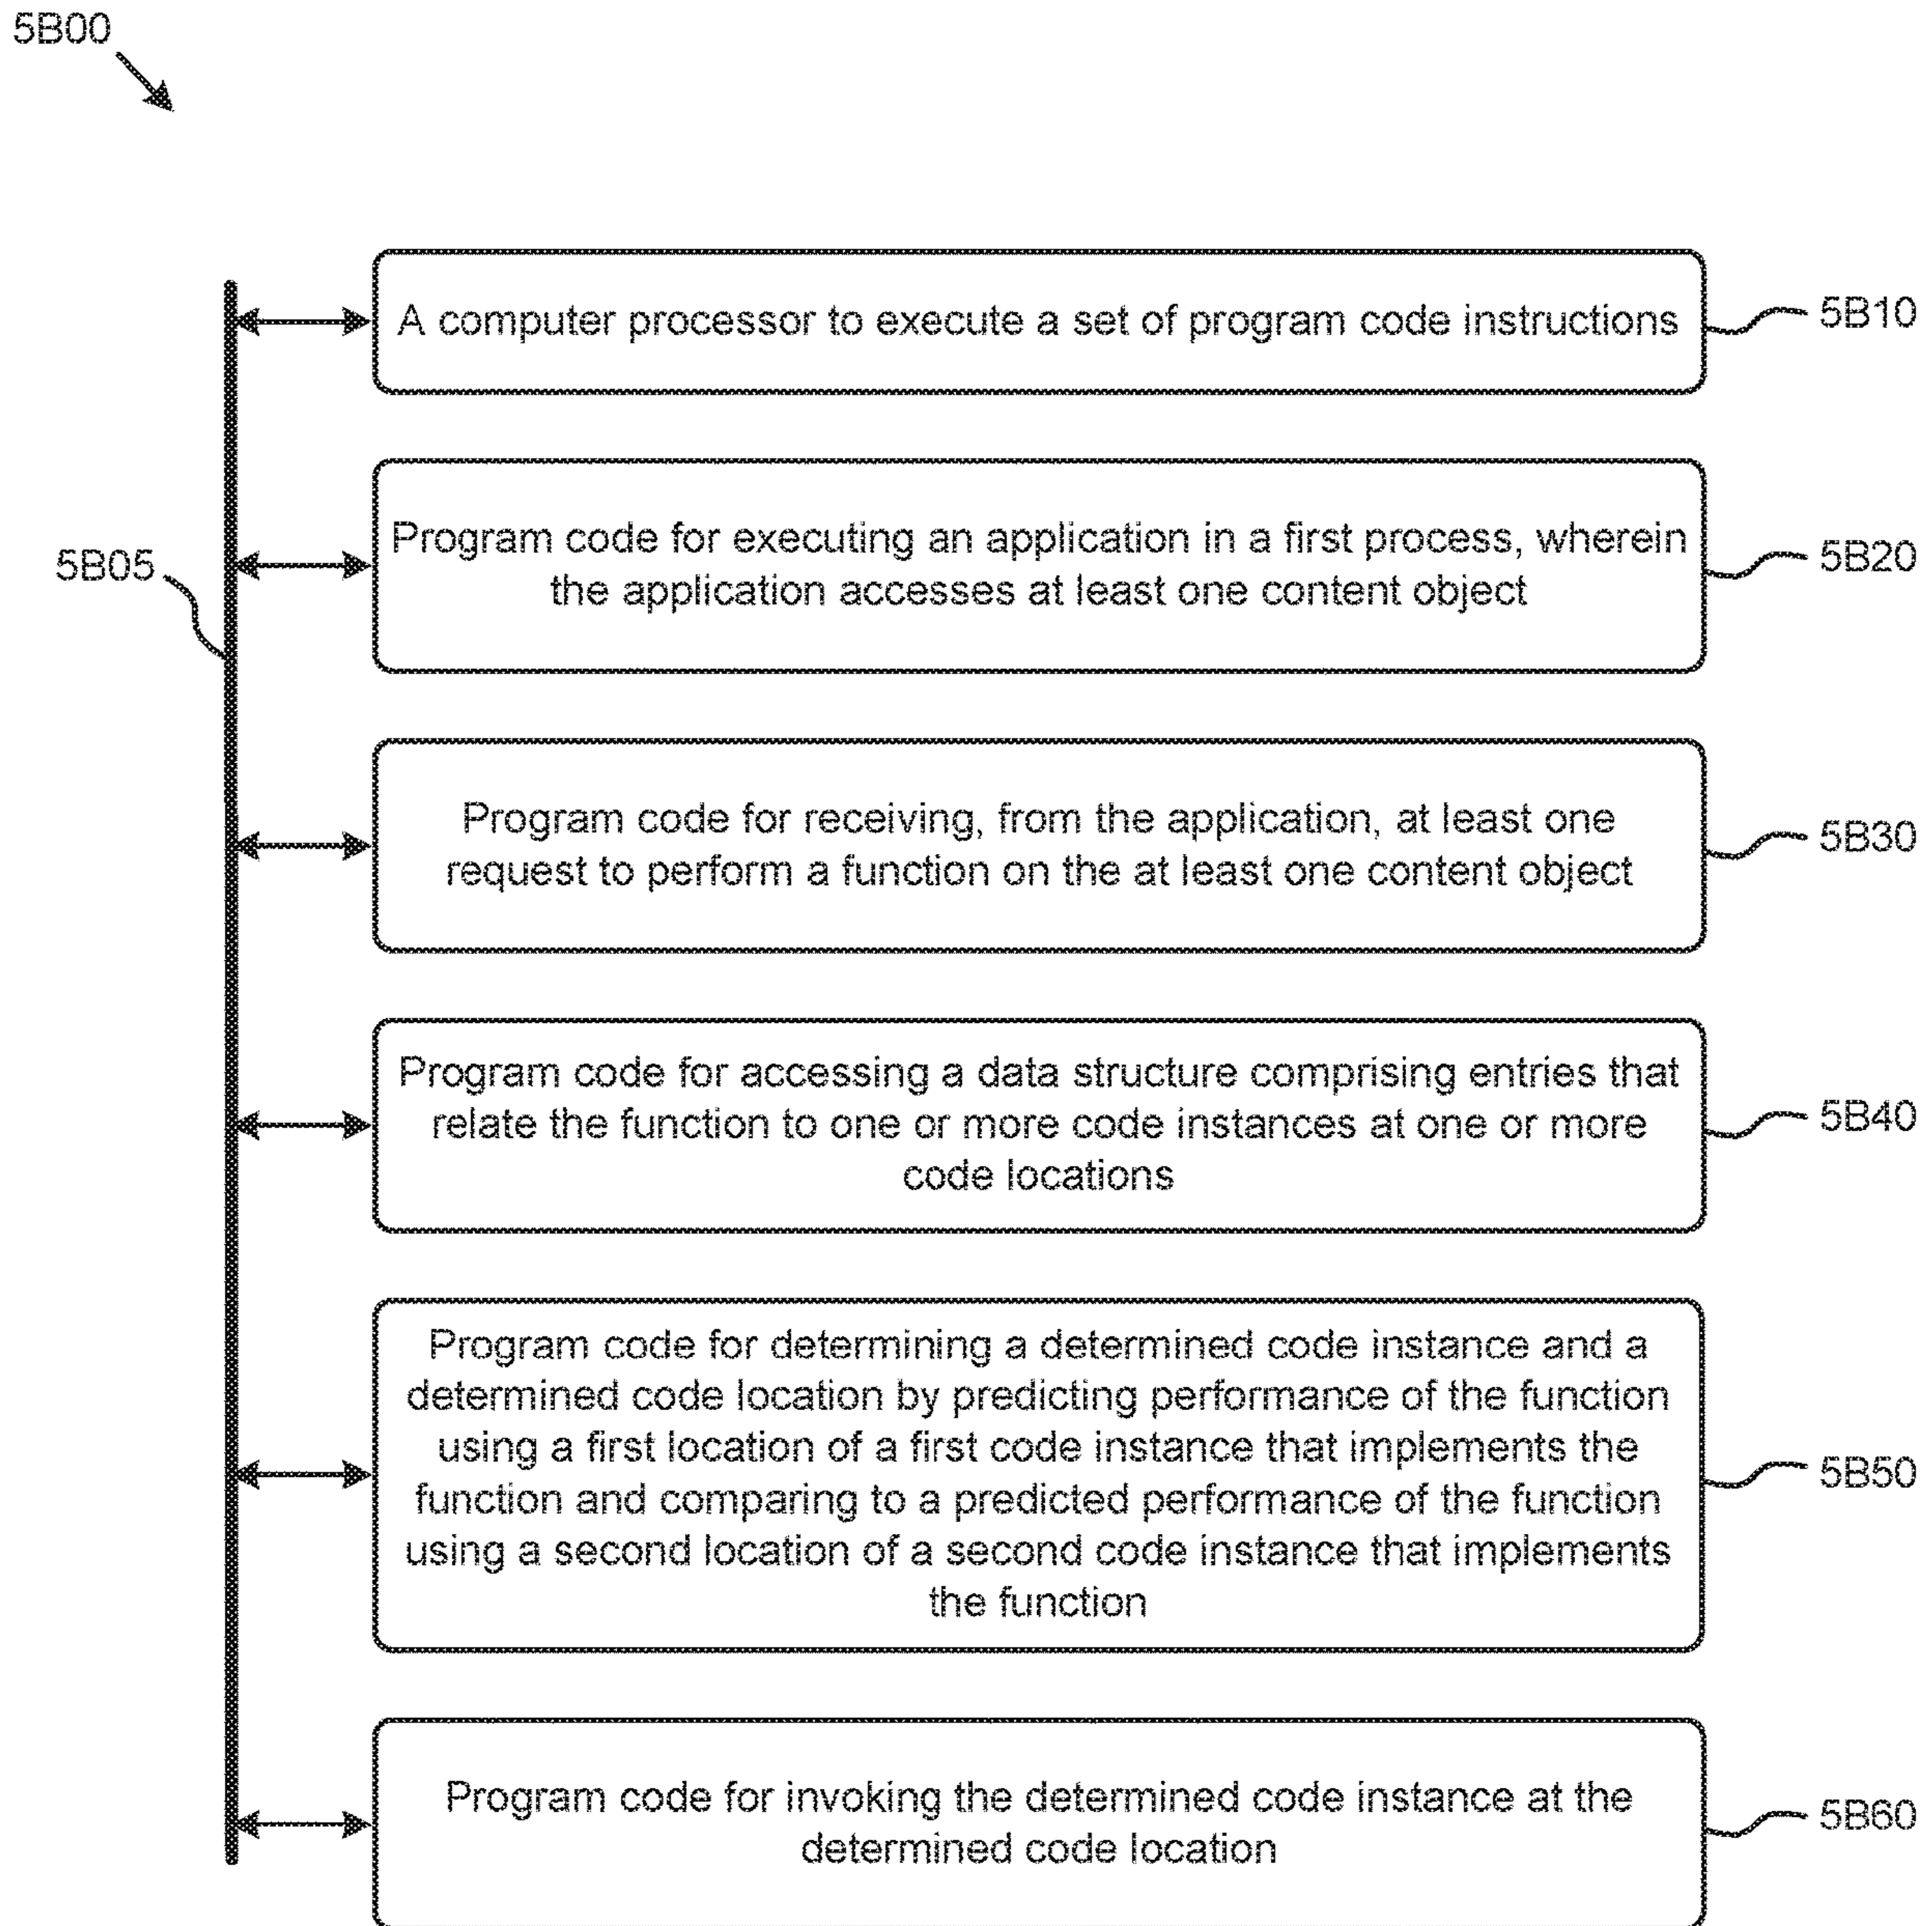 5B00
A computer processor to execute a set of program code instructions
5B10
Program code for executing an application in a first process, wherein
the application accesses at least one content object
5B20
5B05
Program code for receiving, from the application, at least one
request to perform a function on the at least one content object
5B30
Program code for accessing a data structure comprising entries that
relate the function to one or more code instances at one or more
code locations
5B40
Program code for determining a determined code instance and a
determined code location by predicting performance of the function
using a first location of a first code instance that implements the
function and comparing to a predicted performance of the function
using a second location of a second code instance that implements
the function
5B50
Program code for invoking the determined code instance at the
determined code location
5B60